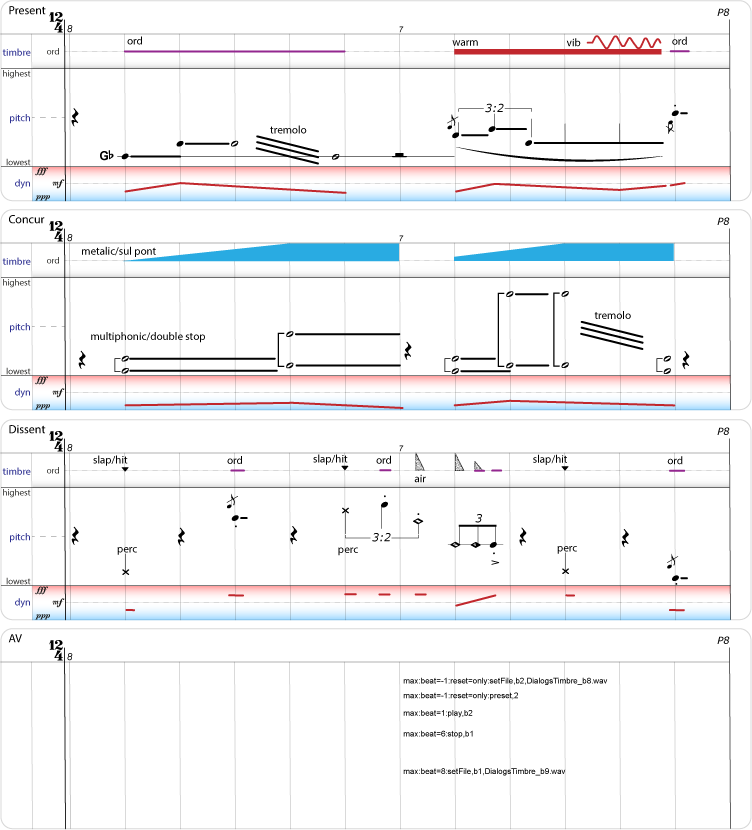 Present
P8
12
4
8
7
timbre
ord
ord
warm
vib
ord
highest
pitch
3:2
tremolo
G♭
lowest
fff
dyn
mf
ppp
Concur
P8
12
4
8
7
metalic/sul pont
timbre
ord
highest
tremolo
pitch
multiphonic/double stop
lowest
fff
dyn
mf
ppp
Dissent
P8
12
4
8
7
slap/hit
ord
slap/hit
ord
slap/hit
ord
timbre
ord
air
highest
3
pitch
3:2
perc
perc
perc
>
lowest
fff
dyn
mf
ppp
AV
P8
12
4
8
max:beat=-1:reset=only:setFile,b2,DialogsTimbre_b8.wav
max:beat=-1:reset=only:preset,2
max:beat=1:play,b2
max:beat=6:stop,b1
max:beat=8:setFile,b1,DialogsTimbre_b9.wav